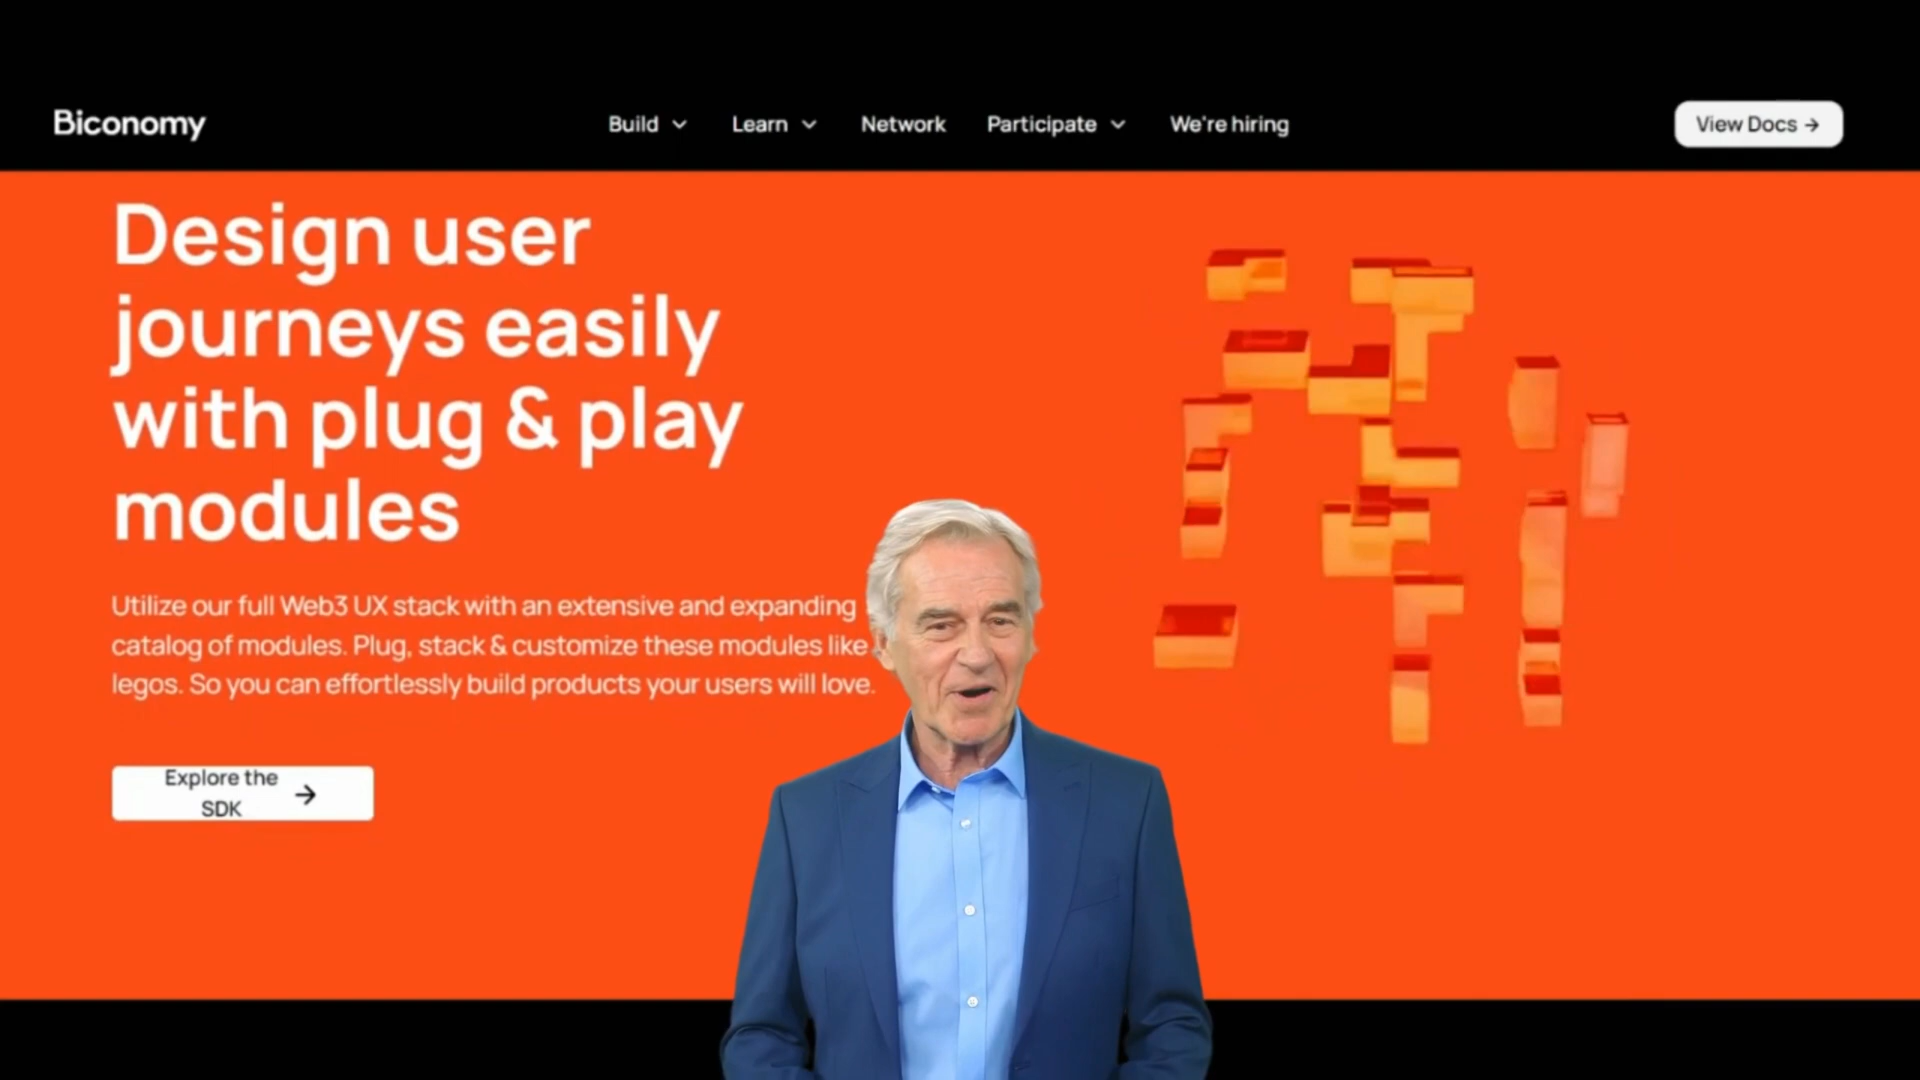 Biconomy
Build
Learn
Network
Participate
We're hiring
View Docs →
Design user
journeys easily
with plug & play
modules
Utilize our full Web3 UX stack with an extensive and expanding
catalog of modules. Plug, stack & customize these modules like
legos. So you can effortlessly build products your users will love.
Explore the
SDK →